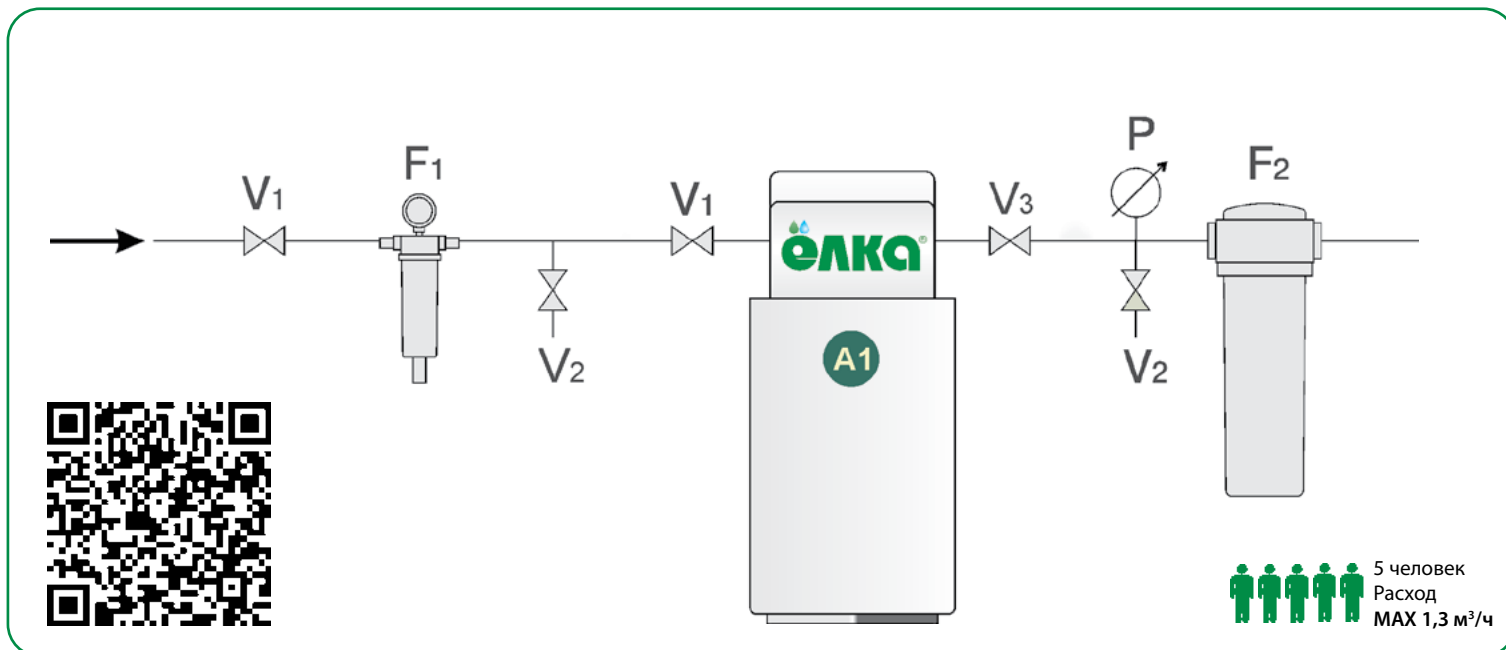 V1
F1
V2
V1
ёлка®
A1
V3
P
V2
F2
5 человек
Расход
MAX 1,3 м³/ч